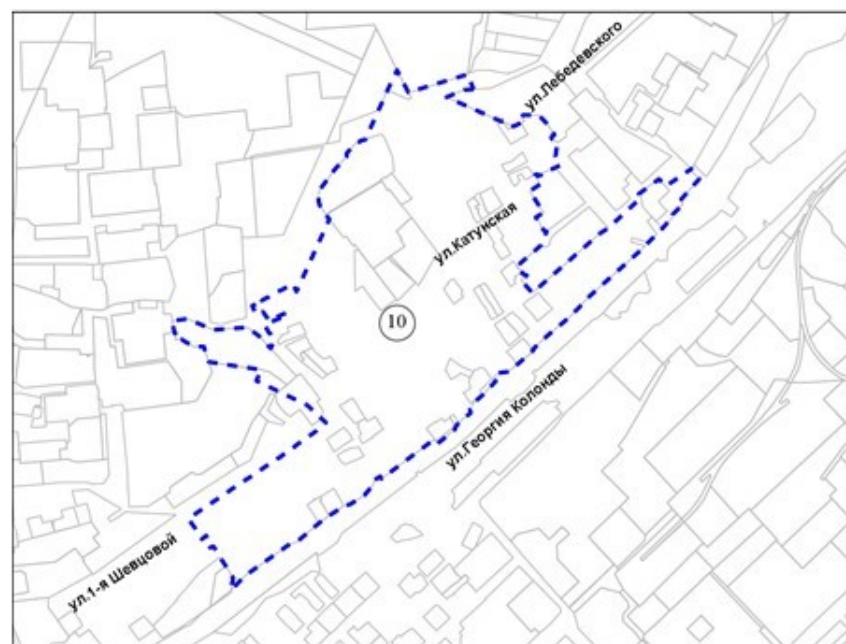 ул.Лебедевского
ул.Катунская
10
ул.Георгия Колонды
ул.1-я Шевцовой